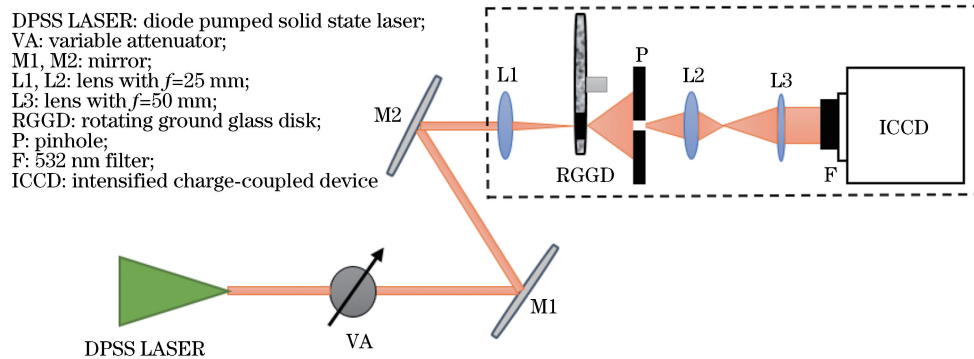 DPSS LASER: diode pumped solid state laser;
VA: variable attenuator;
M1, M2: mirror;
L1, L2: lens with f=25 mm;
L3: lens with f=50 mm;
RGGD: rotating ground glass disk;
P: pinhole;
F: 532 nm filter;
ICCD: intensified charge-coupled device
M2
L1
P
L2
L3
ICCD
RGGD
F
M1
VA
DPSS LASER